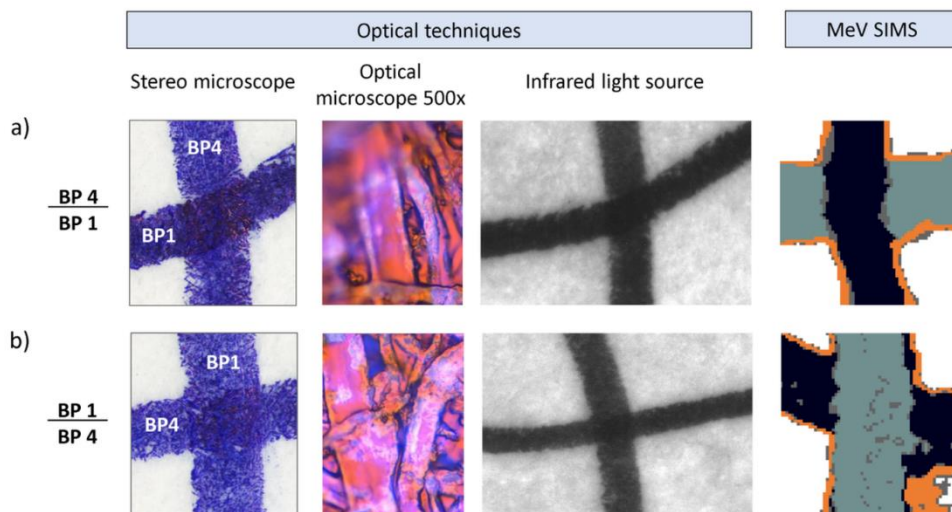 Optical techniques
MeV SIMS
Stereo microscope
Optical
microscope 500x
Infrared light source
a)
BP 4
BP 1
BP4
BP1
b)
BP 1
BP 4
BP1
BP4